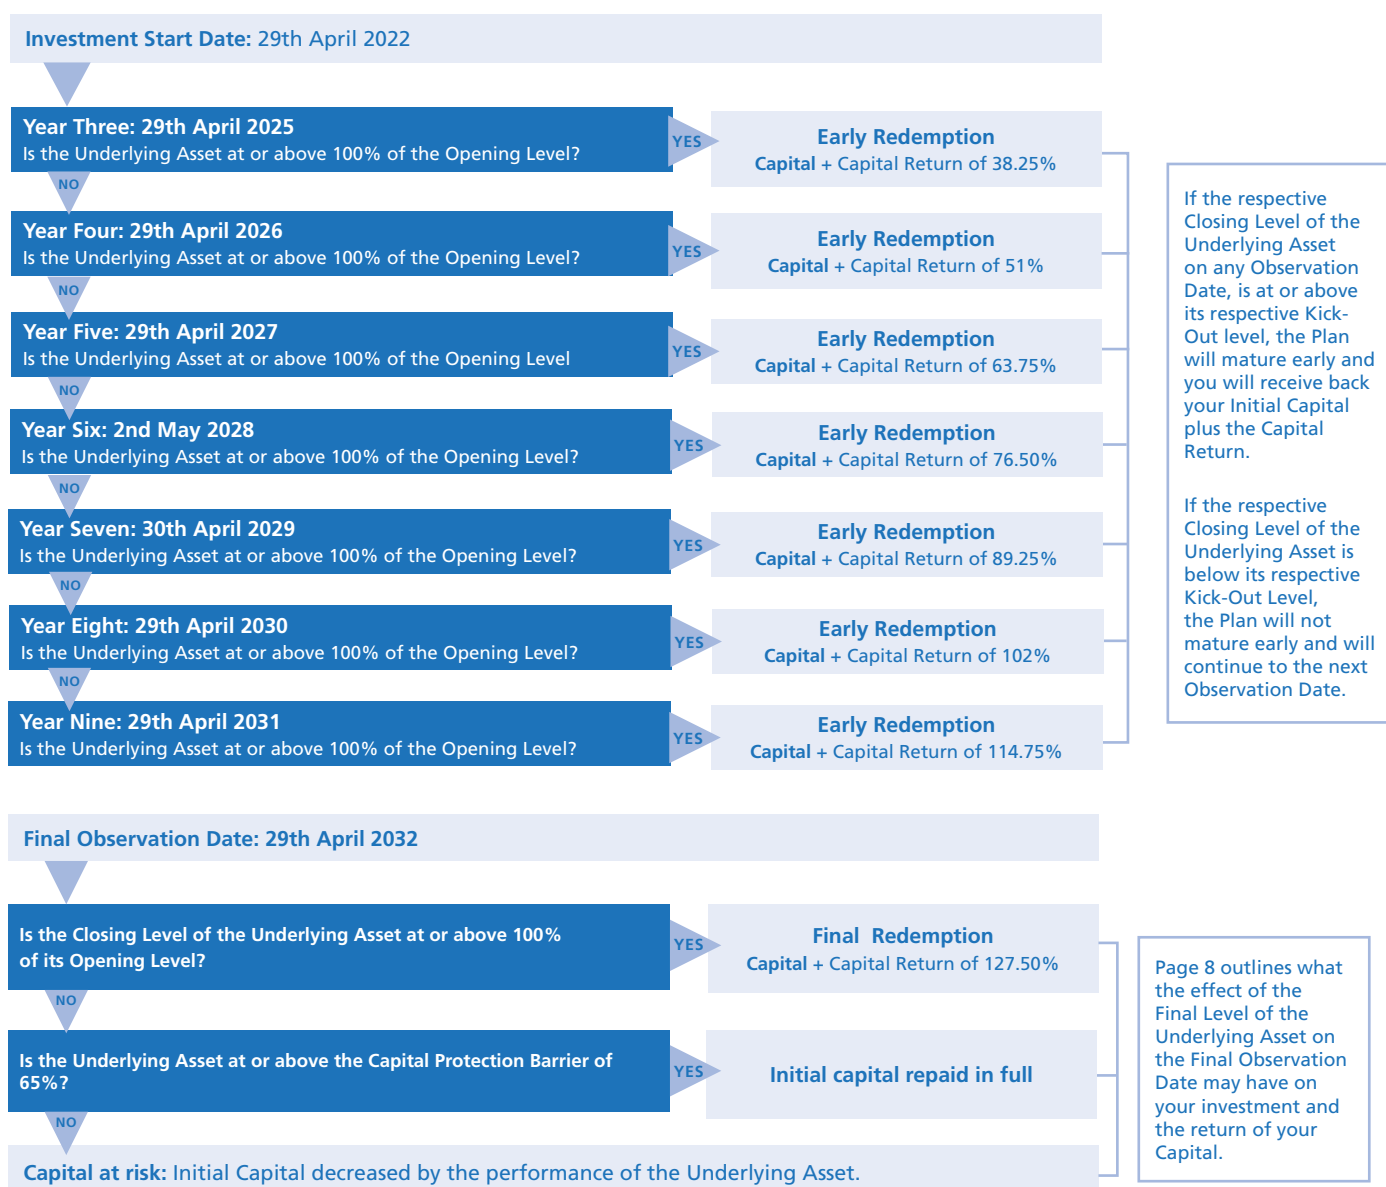 Investment Start Date: 29th April 2022
Year Three: 29th April 2025
Is the Underlying Asset at or above 100% of the Opening Level?
YES
Early Redemption
Capital + Capital Return of 38.25%
NO
Year Four: 29th April 2026
Is the Underlying Asset at or above 100% of the Opening Level?
YES
Early Redemption
Capital + Capital Return of 51%
NO
Year Five: 29th April 2027
Is the Underlying Asset at or above 100% of the Opening Level
YES
Early Redemption
Capital + Capital Return of 63.75%
NO
Year Six: 2nd May 2028
Is the Underlying Asset at or above 100% of the Opening Level?
YES
Early Redemption
Capital + Capital Return of 76.50%
NO
Year Seven: 30th April 2029
Is the Underlying Asset at or above 100% of the Opening Level?
YES
Early Redemption
Capital + Capital Return of 89.25%
NO
Year Eight: 29th April 2030
Is the Underlying Asset at or above 100% of the Opening Level?
YES
Early Redemption
Capital + Capital Return of 102%
NO
Year Nine: 29th April 2031
Is the Underlying Asset at or above 100% of the Opening Level?
YES
Early Redemption
Capital + Capital Return of 114.75%
If the respective
Closing Level of the
Underlying Asset
on any Observation
Date, is at or above
its respective Kick-
Out level, the Plan
will mature early and
you will receive back
your Initial Capital
plus the Capital
Return.
If the respective
Closing Level of the
Underlying Asset is
below its respective
Kick-Out Level,
the Plan will not
mature early and will
continue to the next
Observation Date.
Final Observation Date: 29th April 2032
Is the Closing Level of the Underlying Asset at or above 100%
of its Opening Level?
YES
Final Redemption
Capital + Capital Return of 127.50%
NO
Is the Underlying Asset at or above the Capital Protection Barrier of
65%?
YES
Initial capital repaid in full
NO
Capital at risk: Initial Capital decreased by the performance of the Underlying Asset.
Page 8 outlines what
the effect of the
Final Level of the
Underlying Asset on
the Final Observation
Date may have on
your investment and
the return of your
Capital.